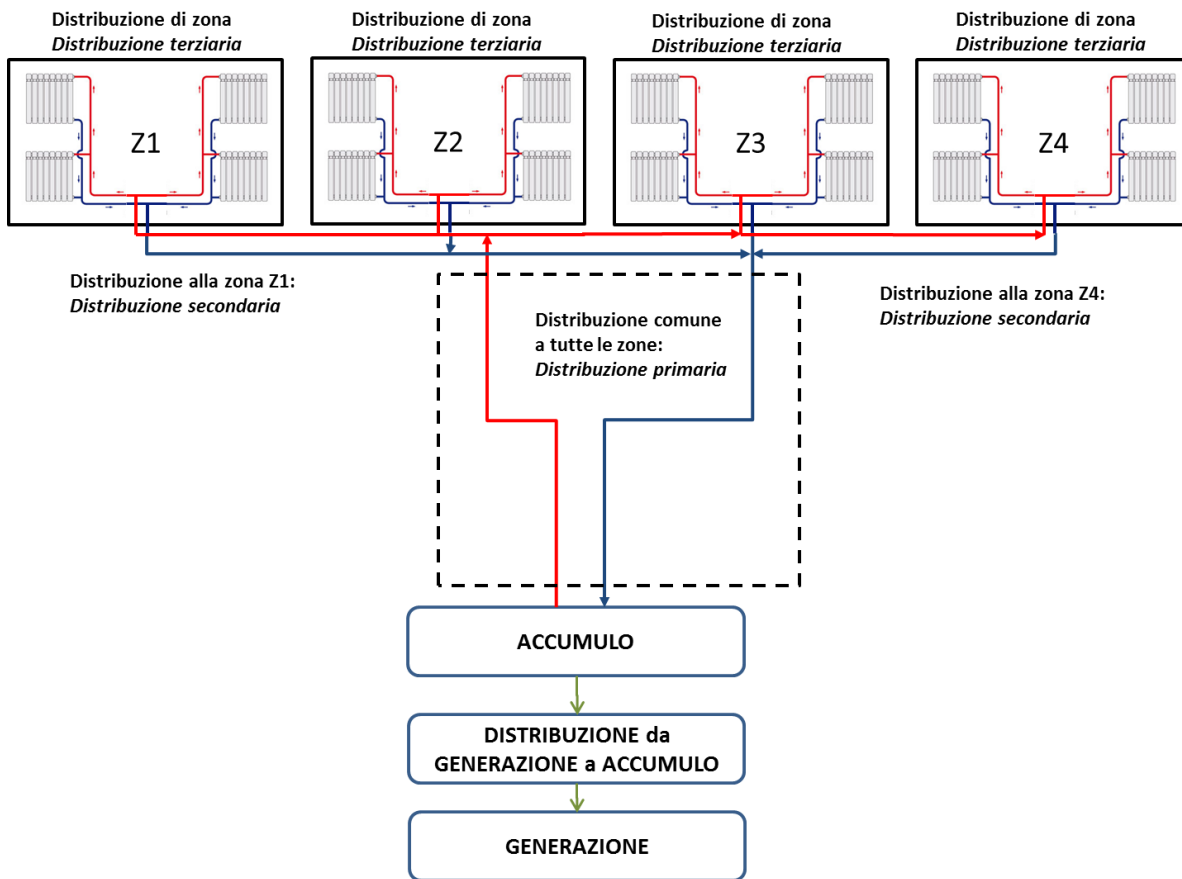 Distribuzione di zona
Distribuzione terziaria
Distribuzione di zona
Distribuzione terziaria
Distribuzione di zona
Distribuzione terziaria
Distribuzione di zona
Distribuzione terziaria
Z1
Z2
Z3
Z4
Distribuzione alla zona Z1:
Distribuzione secondaria
Distribuzione comune
a tutte le zone:
Distribuzione primaria
Distribuzione alla zona Z4:
Distribuzione secondaria
ACCUMULO
DISTRIBUZIONE da
GENERAZIONE a ACCUMULO
GENERAZIONE